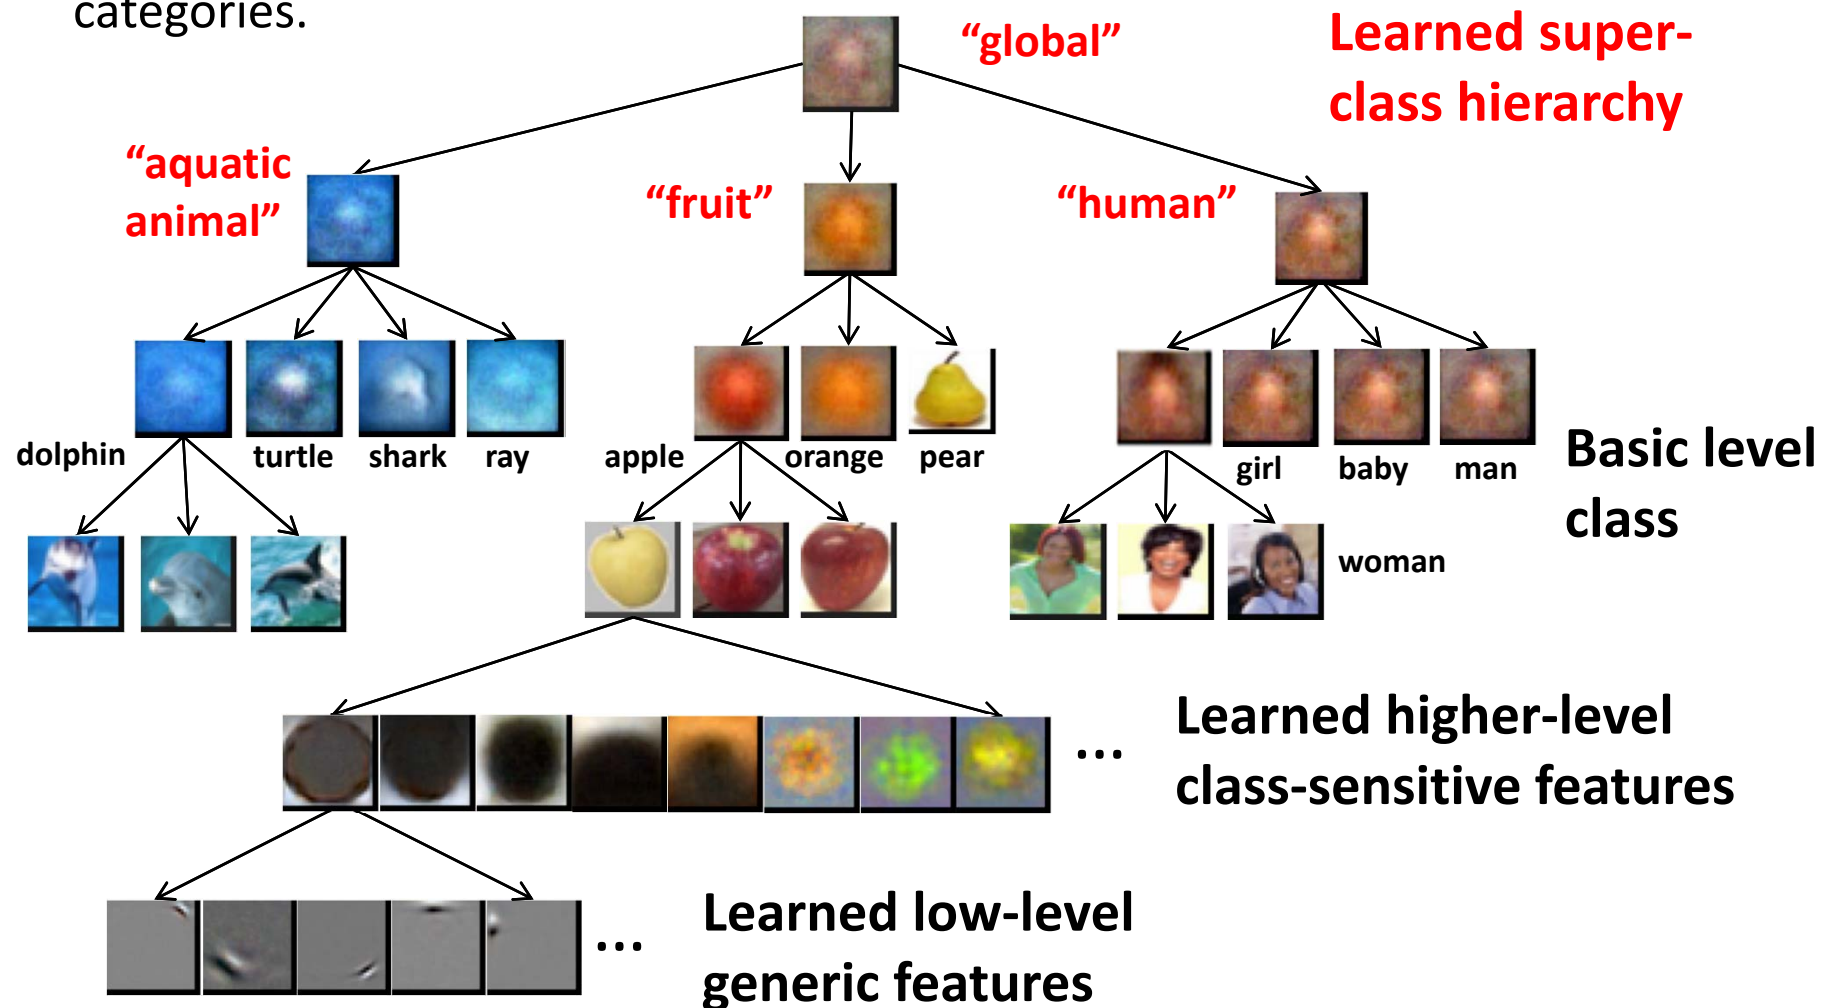 categories.
“global”
Learned super-
class hierarchy
“aquatic
animal”
“fruit”
“human”
dolphin
turtle
shark
ray
apple
orange
pear
girl
baby
man
Basic level
class
woman
...
Learned higher-level
class-sensitive features
...
Learned low-level
generic features